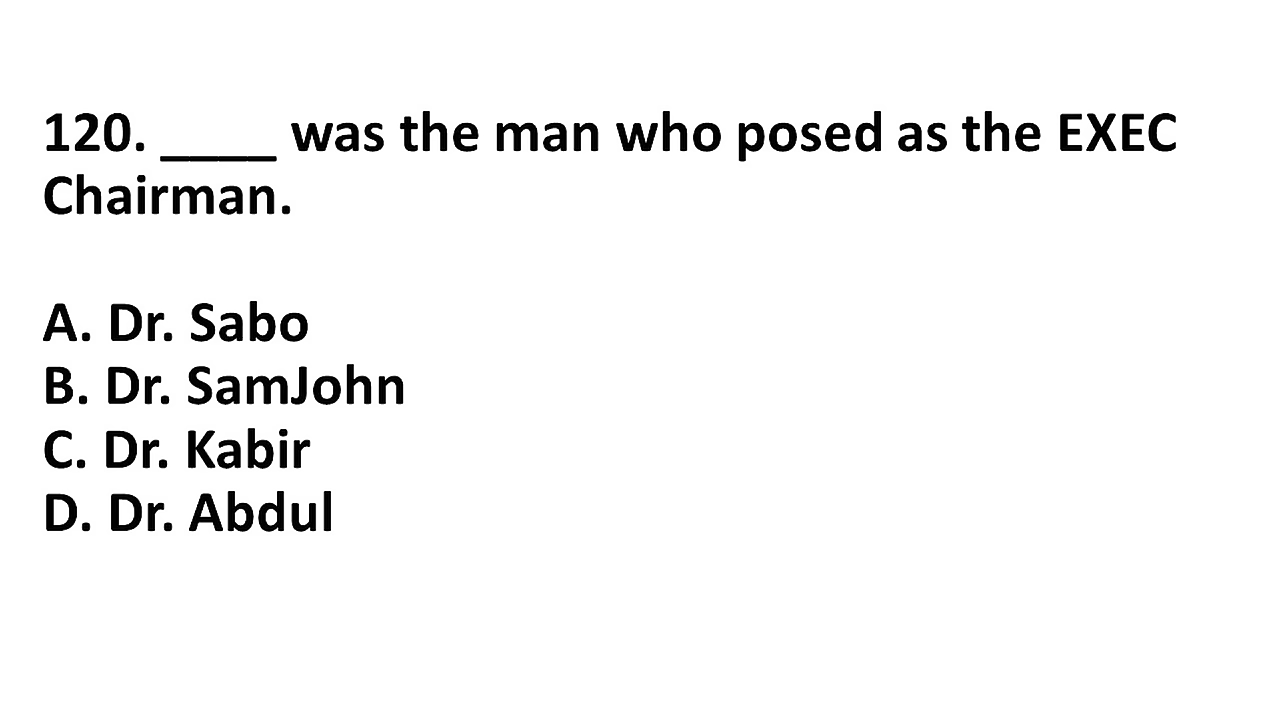 120. ____ was the man who posed as the EXEC
Chairman.
A. Dr. Sabo
B. Dr. SamJohn
C. Dr. Kabir
D. Dr. Abdul